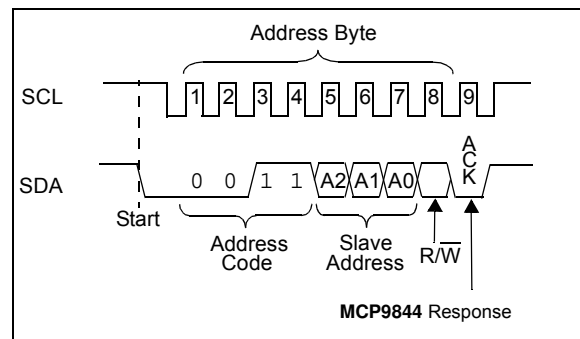 Address Byte
SCL
1 2 3 4 5 6 7 8 9
SDA
0 0 1 1 A2 A1 A0
ACK
Start
Address Code
Slave Address
R/W̅
MCP9844 Response